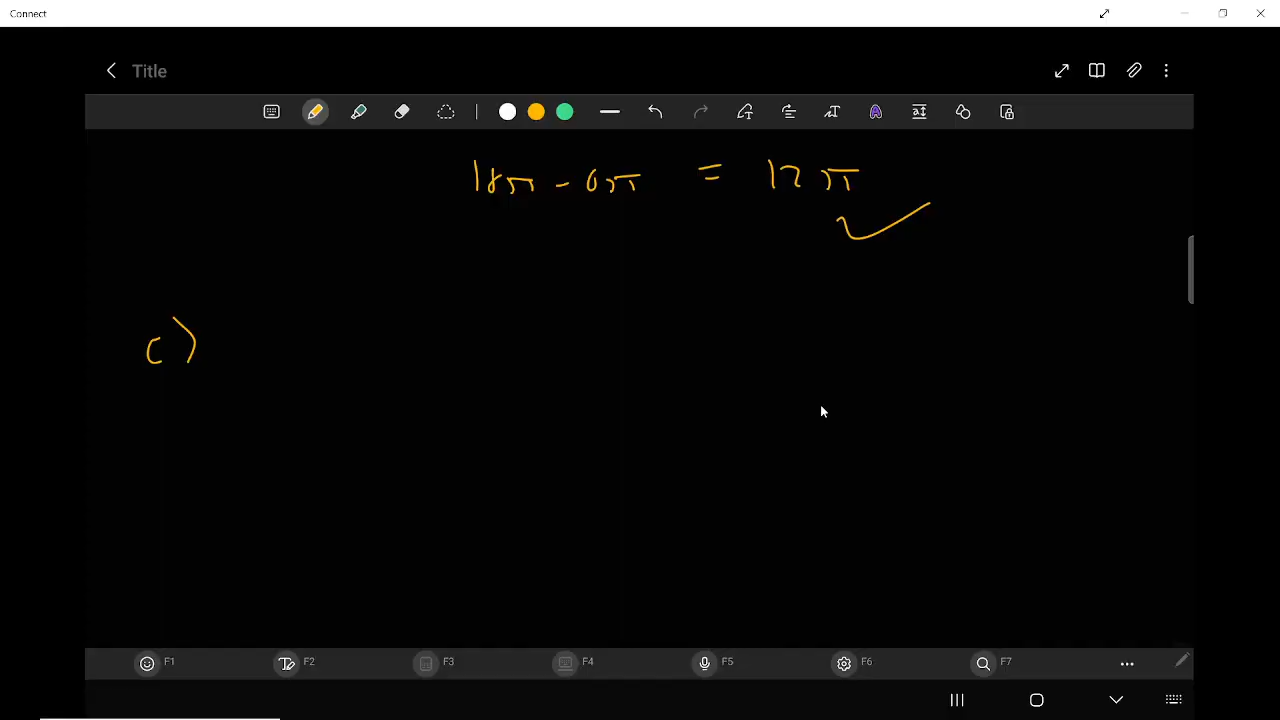 Connect
Title
18π - 6π = 12π
c)
F1 F2 F3 F4 F5 F6 F7